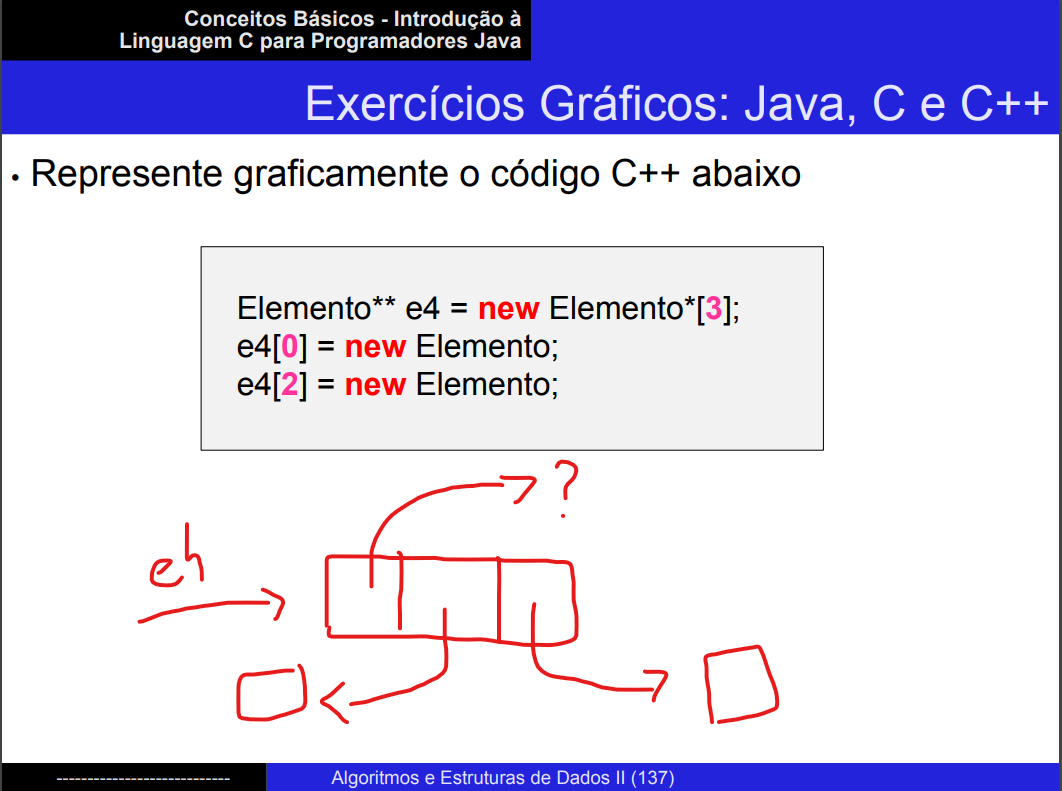 Conceitos Básicos - Introdução à
Linguagem C para Programadores Java
Exercícios Gráficos: Java, C e C++
• Represente graficamente o código C++ abaixo
Elemento** e4 = new Elemento*[3];
e4[0] = new Elemento;
e4[2] = new Elemento;
?
e4
---------------------------- Algoritmos e Estruturas de Dados II (137)